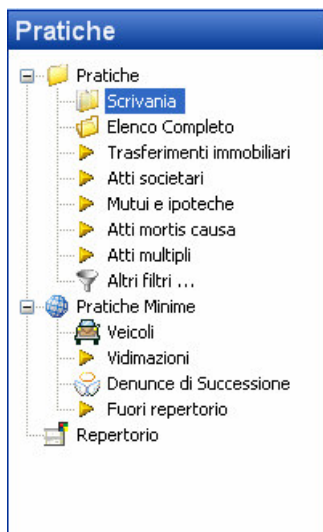 Pratiche
Pratiche
Scrivania
Elenco Completo
Trasferimenti immobiliari
Atti societari
Mutui e ipoteche
Atti mortis causa
Atti multipli
Altri filtri ...
Pratiche Minime
Veicoli
Vidimazioni
Denunce di Successione
Fuori repertorio
Repertorio